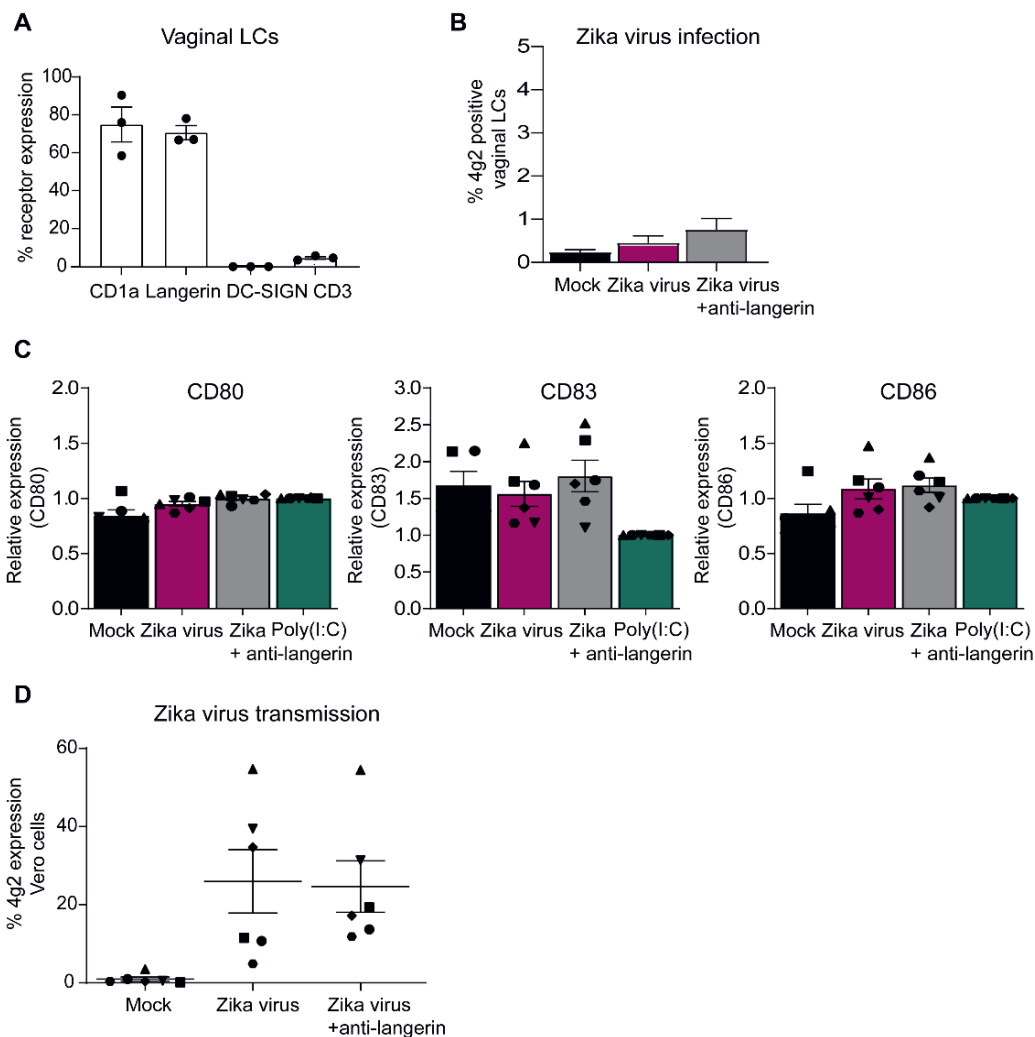 A
Vaginal LCs
% receptor expression
100
80
60
40
20
0
CD1a Langerin DC-SIGN CD3
B
Zika virus infection
% 4g2 positive
vaginal LCs
5
4
3
2
1
0
Mock Zika virus Zika virus
+anti-langerin
C
CD80
Relative expression
(CD80)
2.0
1.5
1.0
0.5
0.0
Mock Zika virus Zika Poly(I:C)
+ anti-langerin
CD83
Relative expression
(CD83)
3.0
2.5
2.0
1.5
1.0
0.5
0.0
Mock Zika virus Zika Poly(I:C)
+ anti-langerin
CD86
Relative expression
(CD86)
2.0
1.5
1.0
0.5
0.0
Mock Zika virus Zika Poly(I:C)
+ anti-langerin
D
Zika virus transmission
% 4g2 expression
Vero cells
60
40
20
0
Mock Zika virus Zika virus
+anti-langerin